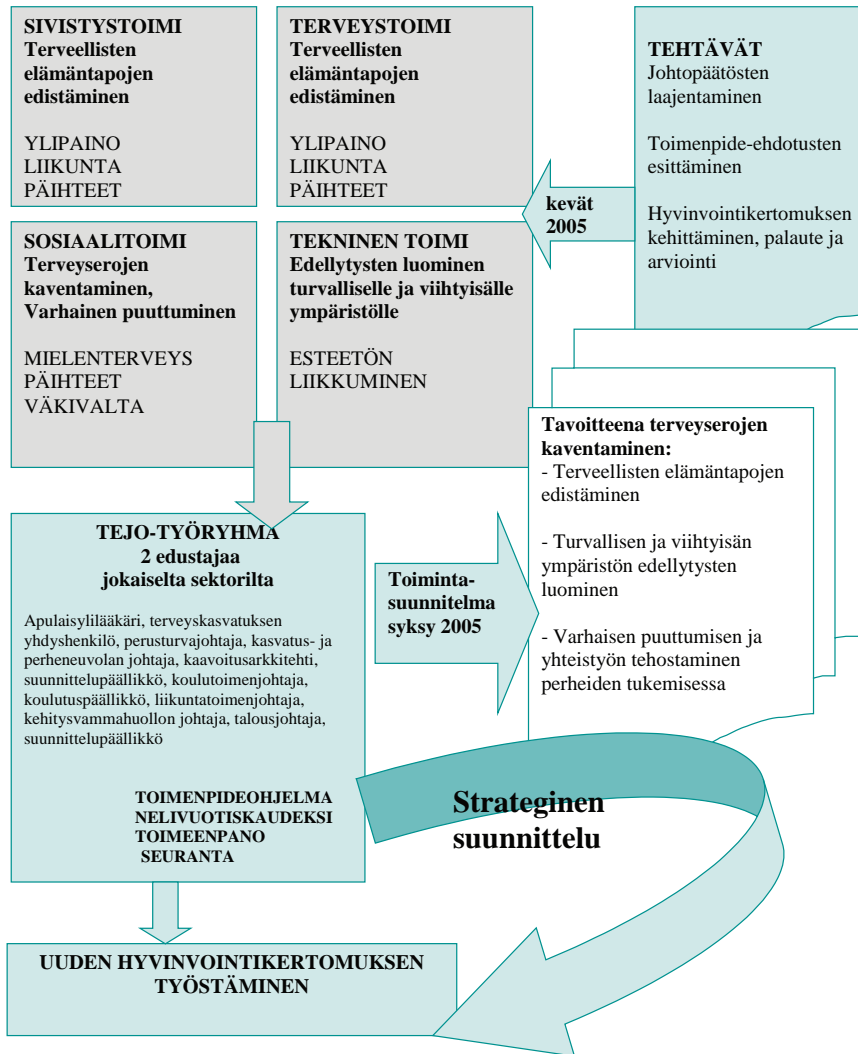 SIVISTYSTOIMI
Terveellisten
elämäntapojen
edistäminen
YLIPAINO
LIIKUNTA
PÄIHTEET
TERVEYSTOIMI
Terveellisten
elämäntapojen
edistäminen
YLIPAINO
LIIKUNTA
PÄIHTEET
TEHTÄVÄT
Johtopäätösten
laajentaminen
Toimenpide-ehdotusten
esittäminen
Hyvinvointikertomuksen
kehittäminen, palaute ja
arviointi
kevät
2005
SOSIAALITOIMI
Terveyserojen
kaventaminen,
Varhainen puuttuminen
MIELENTERVEYS
PÄIHTEET
VÄKIVALTA
TEKNINEN TOIMI
Edellytysten luominen
turvalliselle ja viihtyisälle
ympäristölle
ESTEETÖN
LIIKKUMINEN
TEJO-TYÖRYHMÄ
2 edustajaa
jokaiselta sektorilta
Apulaisylilääkäri, terveyskasvatuksen
yhdyshenkilö, perusturvajohtaja, kasvatus- ja
perheneuvolan johtaja, kaavoitusarkkitehti,
suunnittelupäällikkö, koulutoimenjohtaja,
koulutuspäällikkö, liikuntatoimenjohtaja,
kehitysvammahuollon johtaja, talousjohtaja,
suunnittelupäällikkö
TOIMENPIDEOHJELMA
NELIVUOTISKAUDEKSI
TOIMEENPANO
SEURANTA
Toiminta-
suunnitelma
syksy 2005
Tavoitteena terveyserojen
kaventaminen:
- Terveellisten elämäntapojen
edistäminen
- Turvallisen ja viihtyisän
ympäristön edellytysten
luominen
- Varhaisen puuttumisen ja
yhteistyön tehostaminen
perheiden tukemisessa
Strateginen
suunnittelu
UUDEN HYVINVOINTIKERTOMUKSEN
TYÖSTÄMINEN